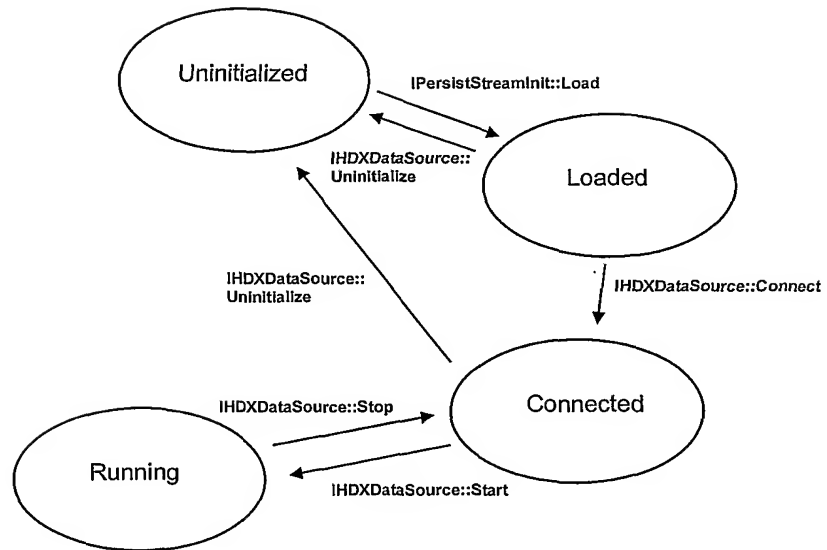 Uninitialized
IPersistStreamInit::Load
IHDXDataSource::
Uninitialize
Loaded
IHDXDataSource::
Uninitialize
IHDXDataSource::Connect
IHDXDataSource::Stop
Connected
Running
IHDXDataSource::Start